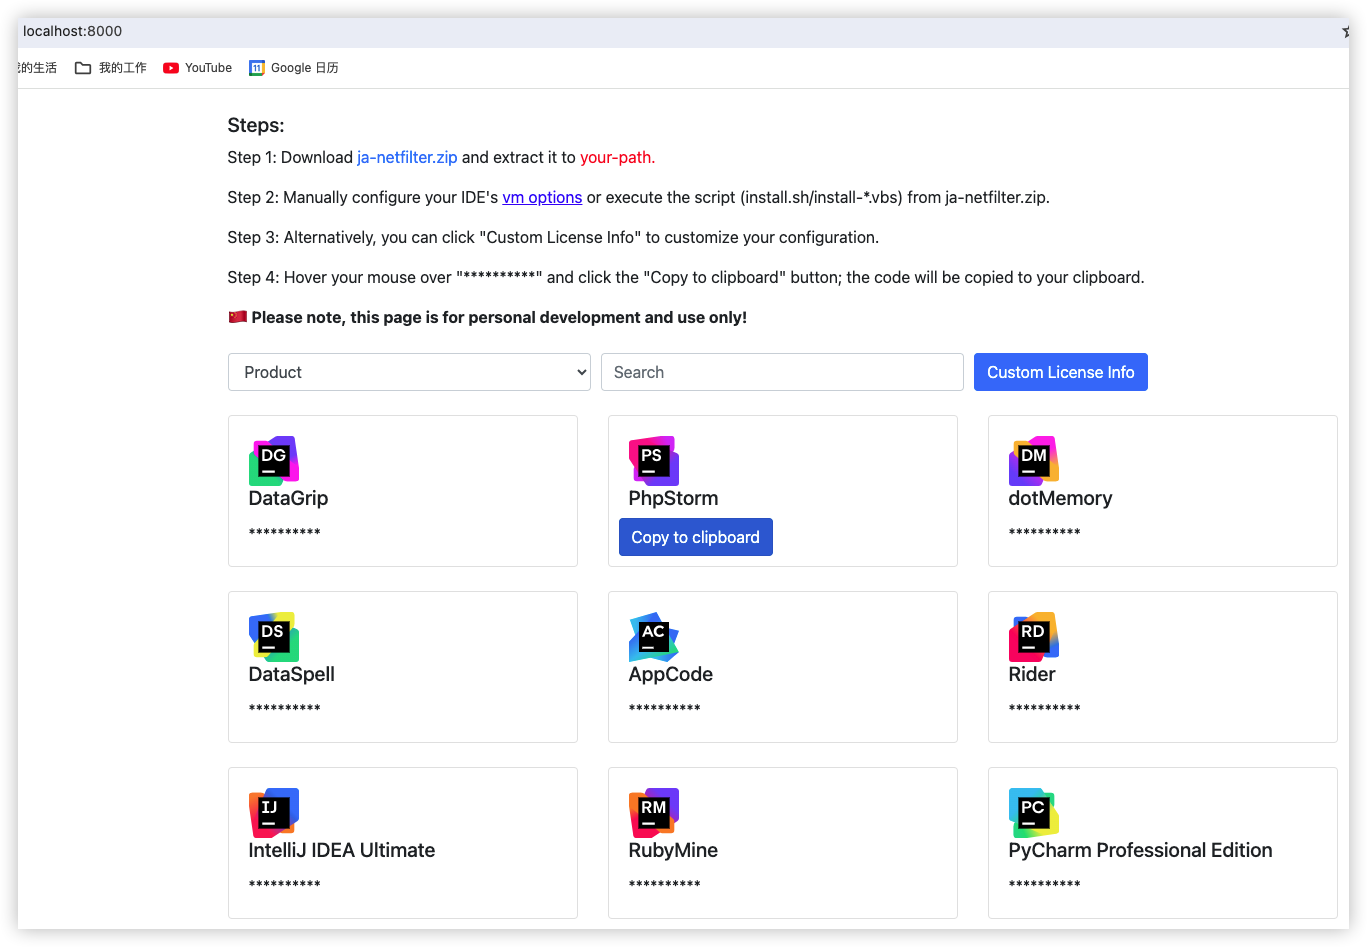 localhost:8000
我的生活 我的工作 YouTube 11 Google 日历
Steps:
Step 1: Download ja-netfilter.zip and extract it to your-path.
Step 2: Manually configure your IDE's vm options or execute the script (install.sh/install-*.vbs) from ja-netfilter.zip.
Step 3: Alternatively, you can click "Custom License Info" to customize your configuration.
Step 4: Hover your mouse over "**********" and click the "Copy to clipboard" button; the code will be copied to your clipboard.
🇨🇳 Please note, this page is for personal development and use only!
Product Search Custom License Info
DG PS DM
DataGrip PhpStorm dotMemory
********** Copy to clipboard **********
DS AC RD
DataSpell AppCode Rider
********** ********** **********
IJ RM PC
IntelliJ IDEA Ultimate RubyMine PyCharm Professional Edition
********** ********** **********